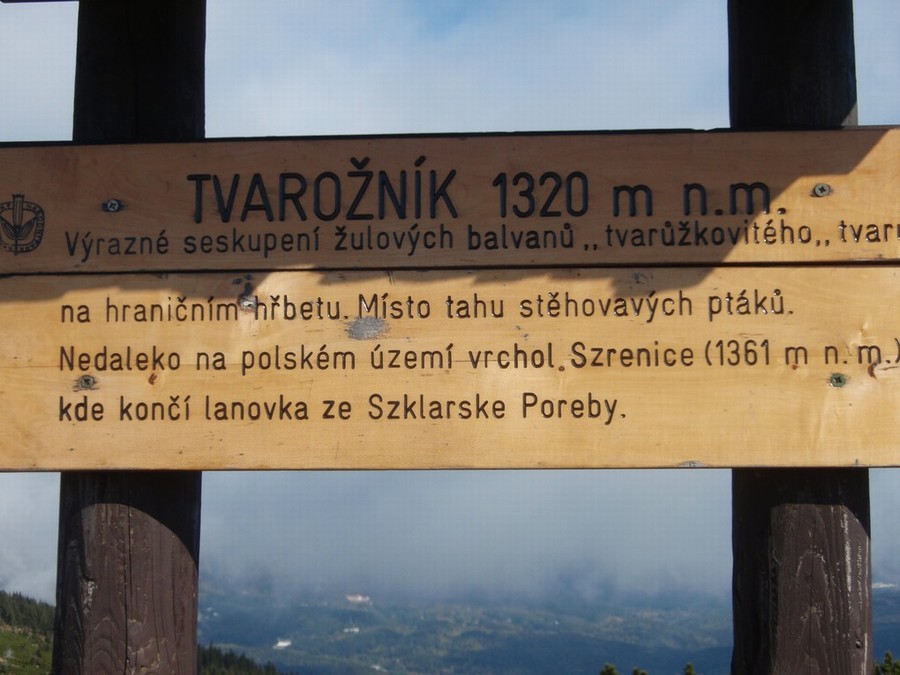 TVAROŽNÍK 1320 m n.m.
Výrazné seskupení žulových balvanů ,,tvarůžkovitého,,
na hraničním hřbetu. Místo tahu stěhovavých ptáků.
Nedaleko na polském území vrchol Szrenice (1361 m n.m.)
kde končí lanovka ze Szklarske Poreby.